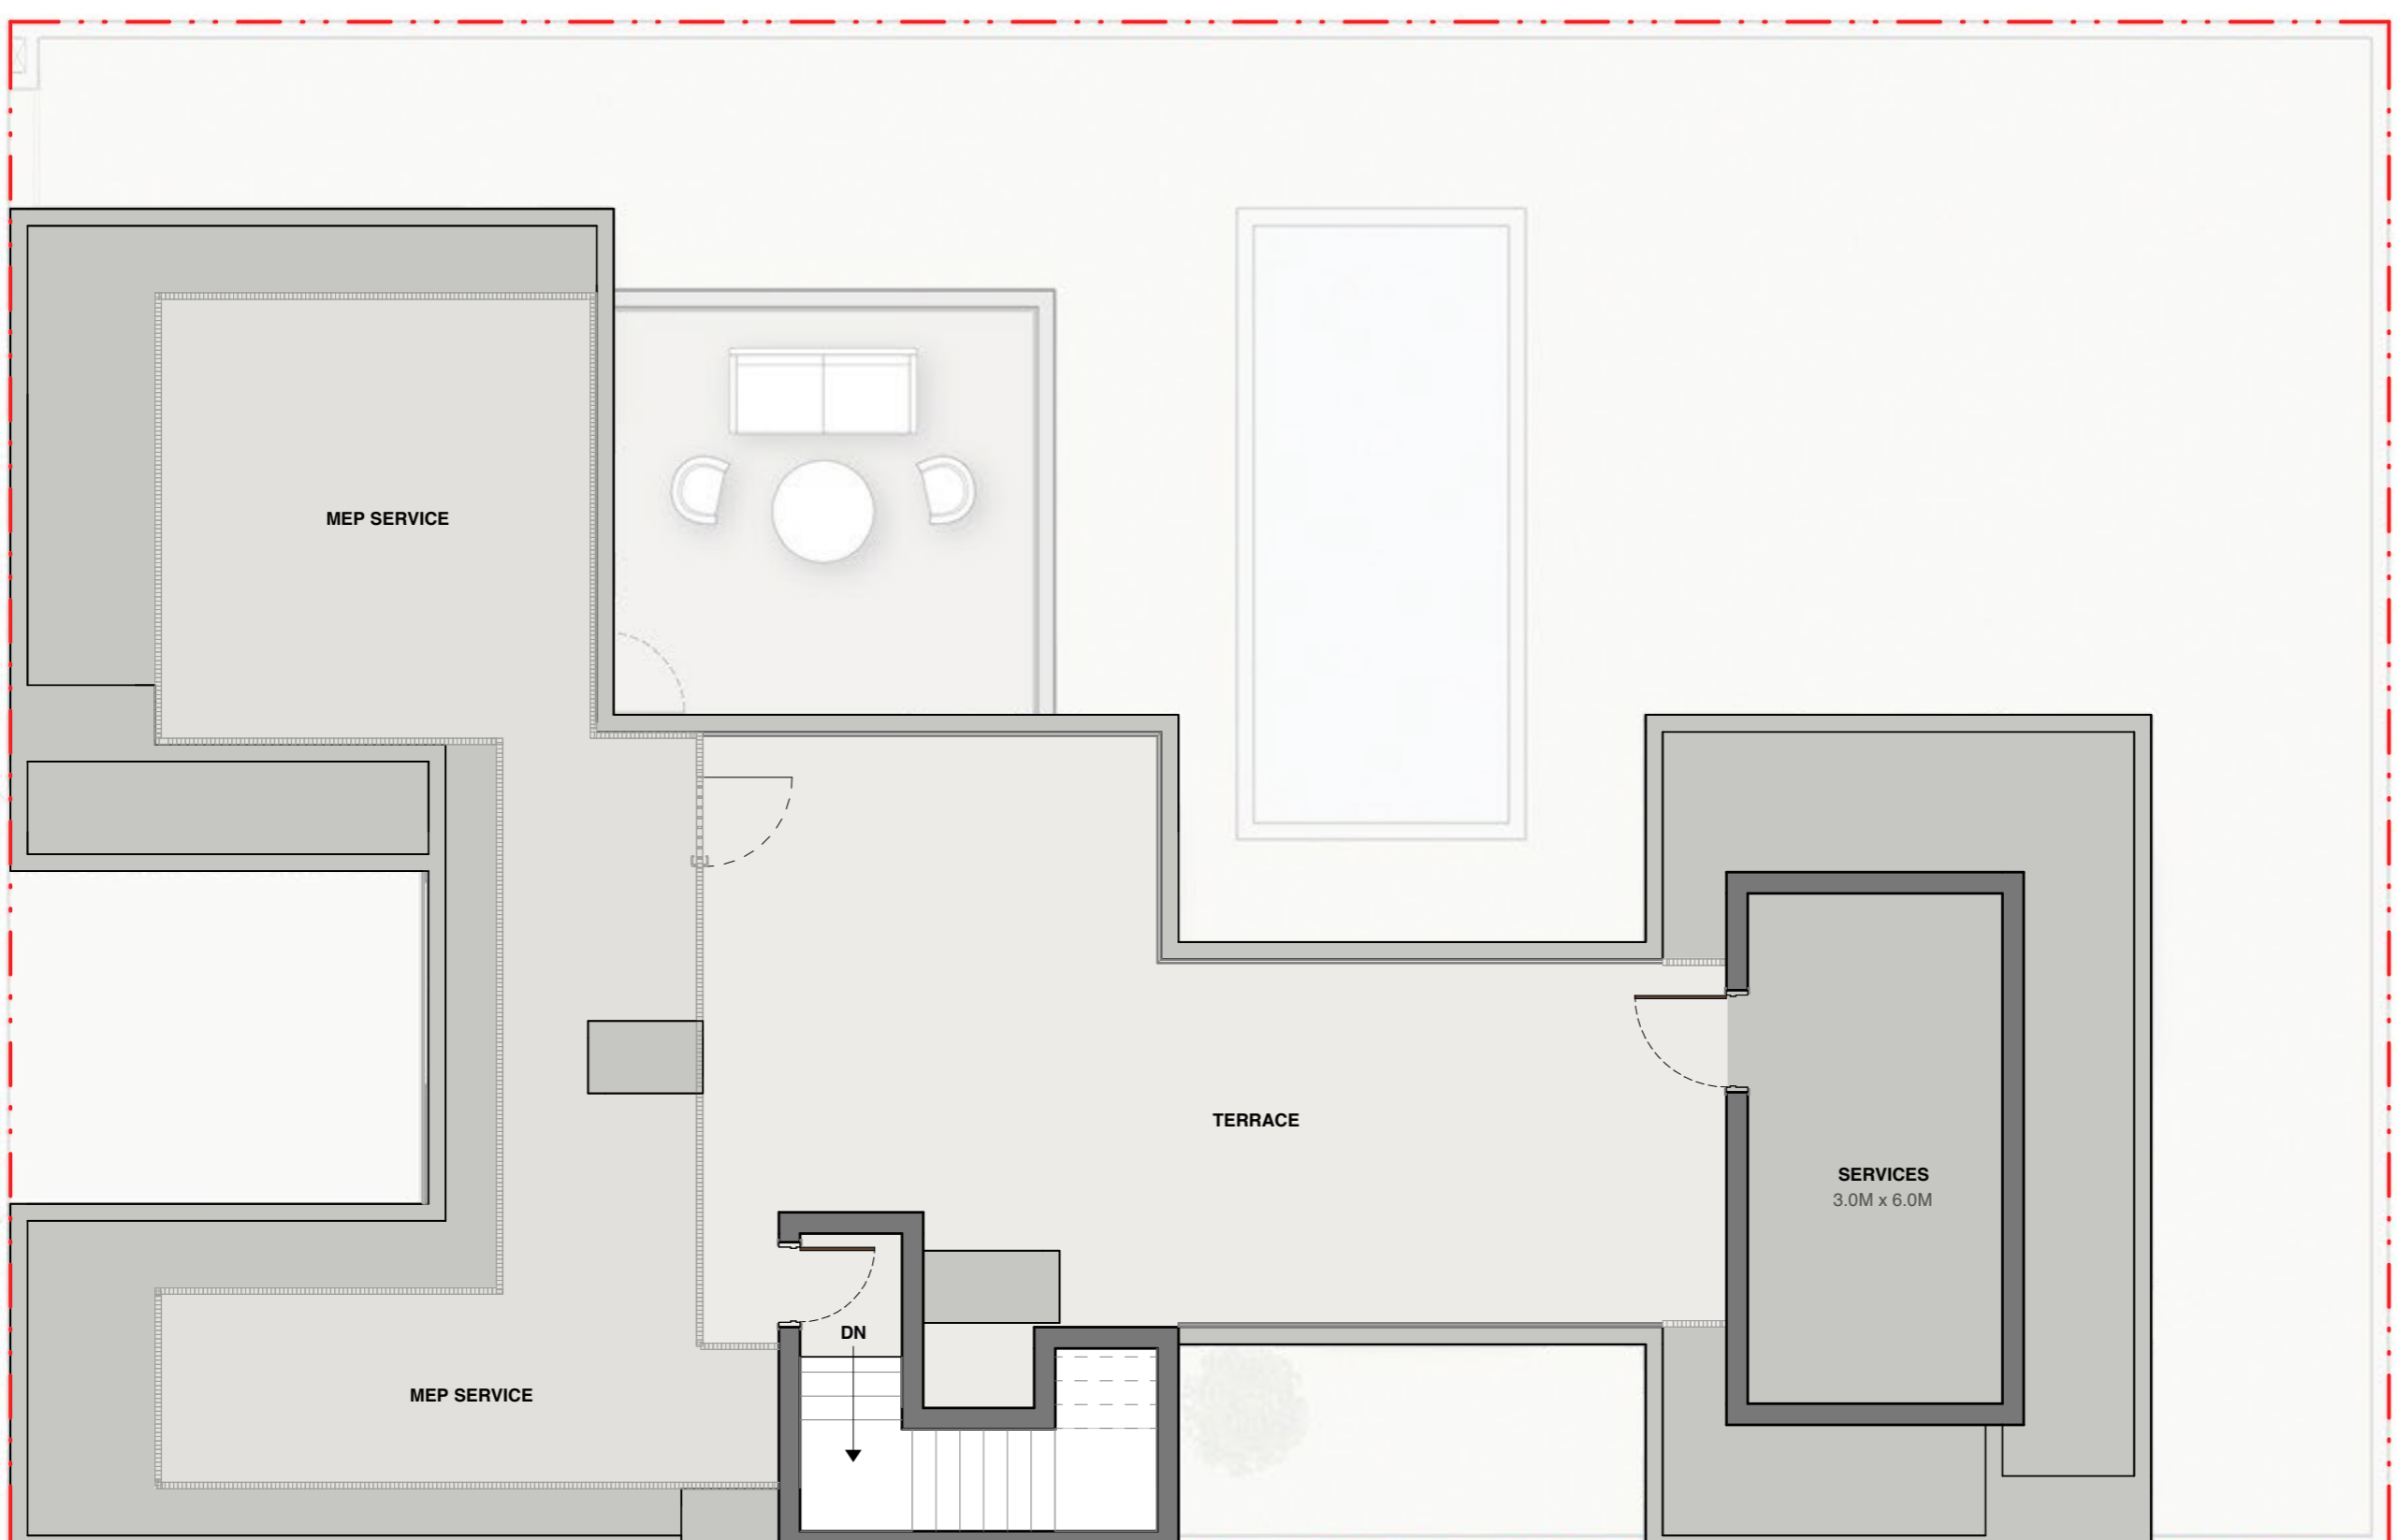 MEP SERVICE
TERRACE
SERVICES
3.0M x 6.0M
DN
MEP SERVICE